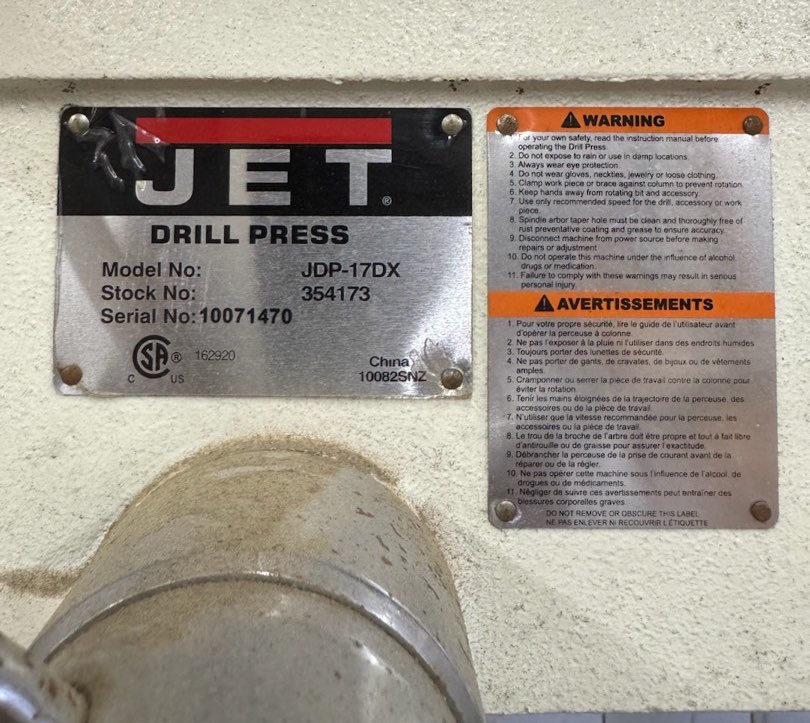 JET®
DRILL PRESS
Model No: JDP-17DX
Stock No: 354173
Serial No: 10071470
SA® 162920
C US
China
10082SNZ
WARNING
For your own safety, read the instruction manual before
operating the Drill Press.
2. Do not expose to rain or use in damp locations.
3. Always wear eye protection.
4. Do not wear gloves, neckties, jewelry or loose clothing.
5. Clamp work piece or brace against column to prevent rotation.
6. Keep hands away from rotating bit and accessory.
7. Use only recommended speed for the drill, accessory or work
piece.
8. Spindle arbor taper hole must be clean and thoroughly free of
rust preventative coating and grease to ensure accuracy.
9. Disconnect machine from power source before making
repairs or adjustment
10. Do not operate this machine under the influence of alcohol,
drugs or medication.
11. Failure to comply with these warnings may result in serious
personal injury.
AVERTISSEMENTS
1. Pour votre propre sécurité, lire le guide de l'utilisateur avant
d'opérer la perceuse à colonne.
2. Ne pas l'exposer à la pluie ni l'utiliser dans des endroits humides
3. Toujours porter des lunettes de sécurité.
4. Ne pas porter de gants, de cravates, de bijoux ou de vêtements
amples.
5. Cramponner ou serrer la pièce de travail contre la colonne pour
éviter la rotation.
6. Tenir les mains éloignées de la trajectoire de la perceuse, des
accessoires ou de la pièce de travail.
7. N'utiliser que la vitesse recommandée pour la perceuse, les
accessoires ou la pièce de travail.
8. Le trou de la broche de l'arbre doit être propre et tout à fait libre
d'antirouille ou de graisse pour assurer l'exactitude.
9. Débrancher la perceuse de la prise de courant avant de la
réparer ou de la régler.
10. Ne pas opérer cette machine sous l'influence de l'alcool, de
drogues ou de médicaments.
11. Négliger de suivre ces avertissements peut entraîner des
blessures corporelles graves.
DO NOT REMOVE OR OBSCURE THIS LABEL
NE PAS ENLEVER NI RECOUVRIR L'ÉTIQUETTE